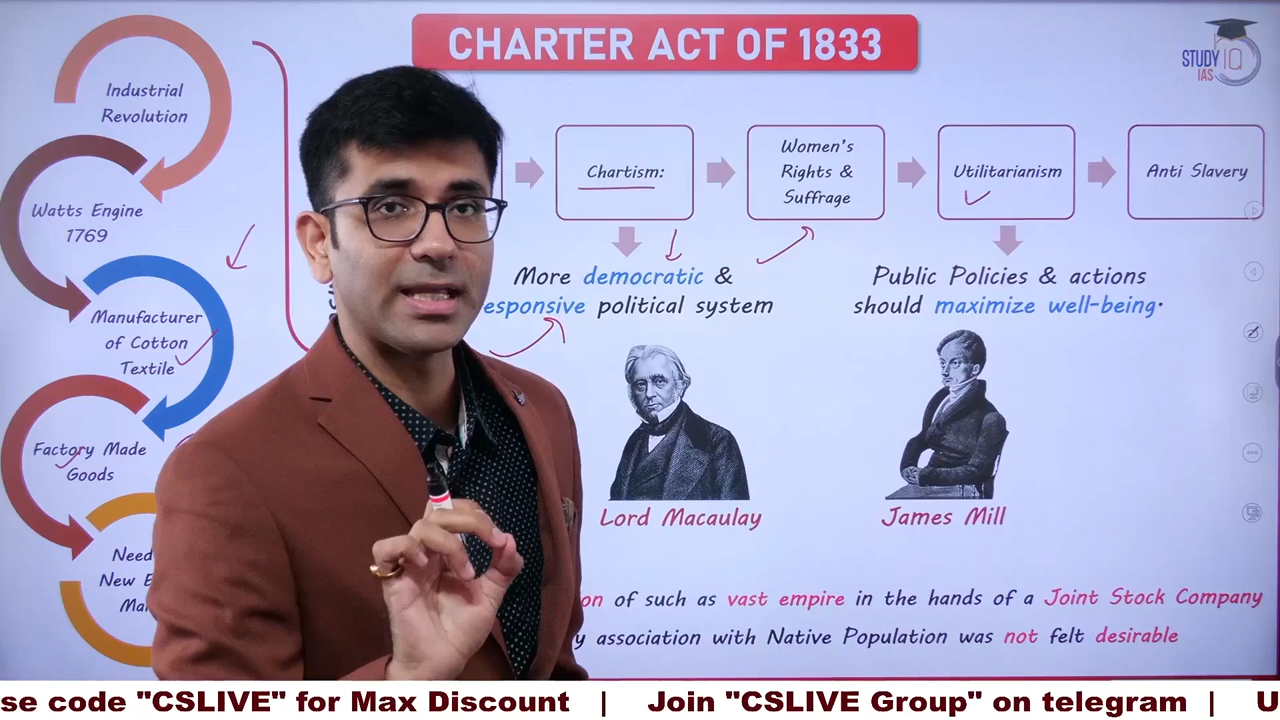 CHARTER ACT OF 1833
STUDY IQ
IAS
Industrial
Revolution
Watts Engine
1769
Manufacturer
of Cotton
Textile
Factory Made
Goods
Need
New
Chartism:
Women's
Rights &
Suffrage
Utilitarianism
Anti Slavery
More democratic &
esponsive political system
Public Policies & actions
should maximize well-being.
Lord Macaulay
James Mill
on of such as vast empire in the hands of a Joint Stock Company
y association with Native Population was not felt desirable
se code "CSLIVE" for Max Discount | Join "CSLIVE Group" on telegram | U